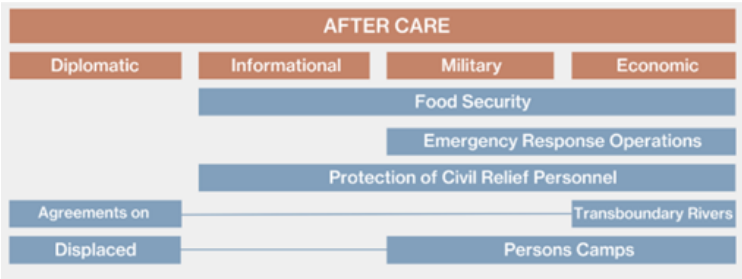 AFTER CARE
Diplomatic Informational Military Economic
Food Security
Emergency Response Operations
Protection of Civil Relief Personnel
Agreements on Transboundary Rivers
Displaced Persons Camps